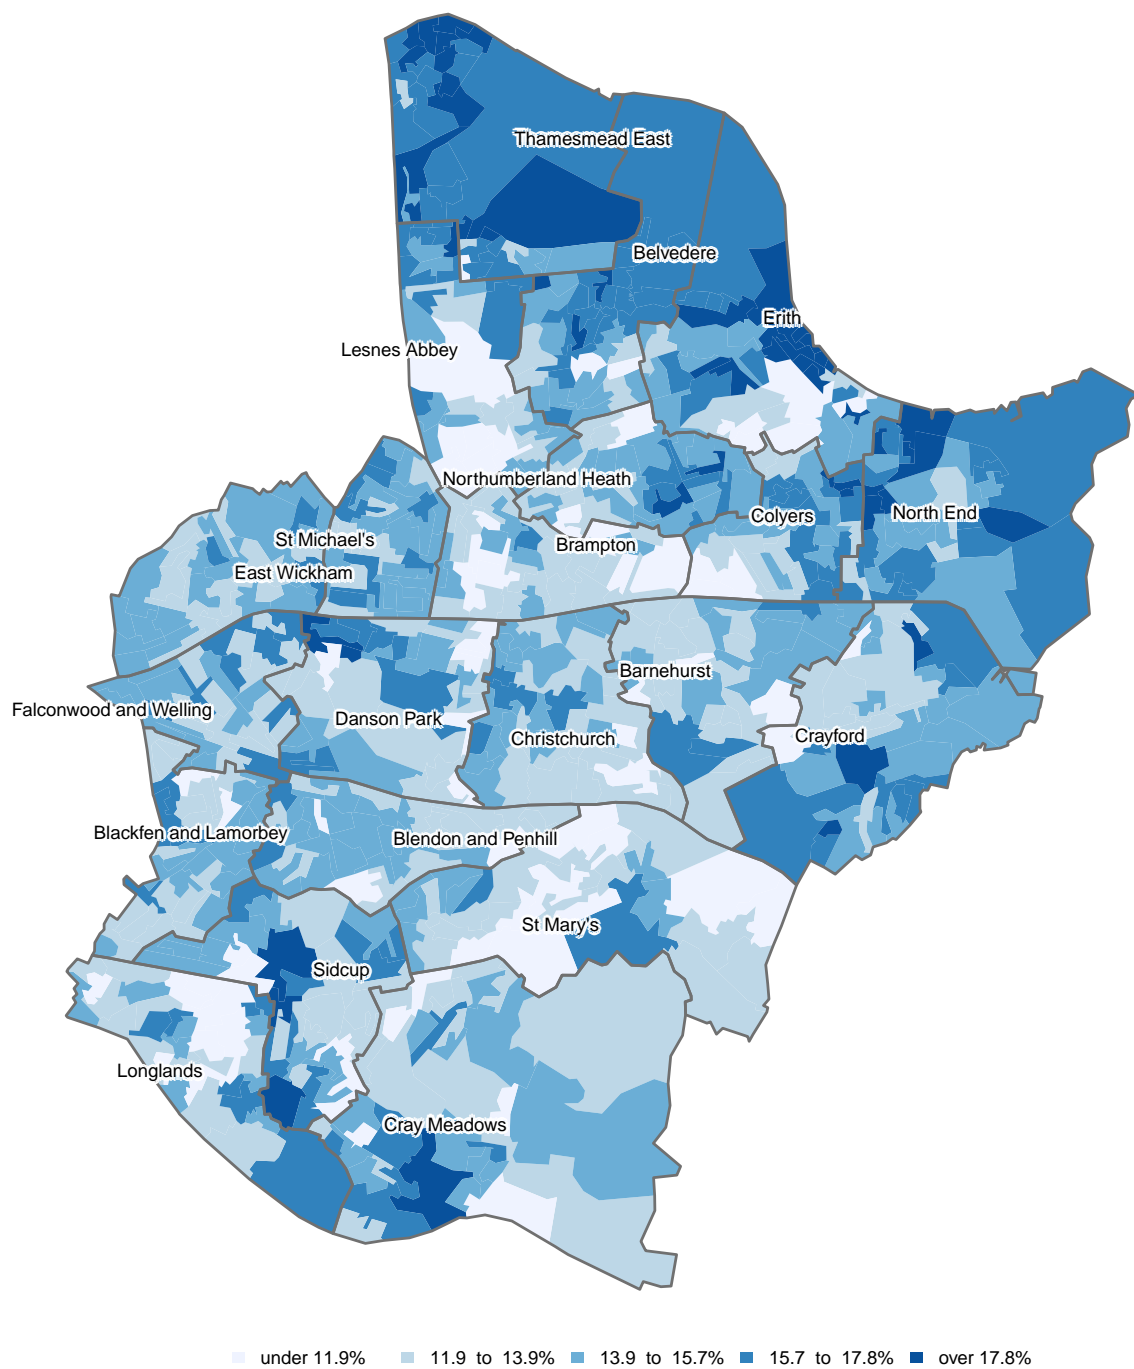 Thamesmead East
Belvedere
Erith
Lesnes Abbey
Northumberland Heath
Colyers
North End
St Michael's
Brampton
East Wickham
Barnehurst
Falconwood and Welling
Danson Park
Christchurch
Crayford
Blackfen and Lamorbey
Blendon and Penhill
St Mary's
Sidcup
Longlands
Cray Meadows
under 11.9% 11.9 to 13.9% 13.9 to 15.7% 15.7 to 17.8% over 17.8%